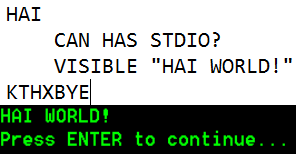 HAI
    CAN HAS STDIO?
    VISIBLE "HAI WORLD!"
KTHXBYE
HAI WORLD!
Press ENTER to continue...